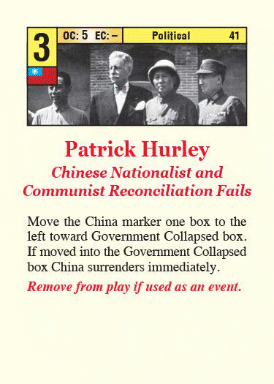 3 OC: 5 EC: – Political 41
Patrick Hurley
Chinese Nationalist and
Communist Reconciliation Fails
Move the China marker one box to the
left toward Government Collapsed box.
If moved into the Government Collapsed
box China surrenders immediately.
Remove from play if used as an event.